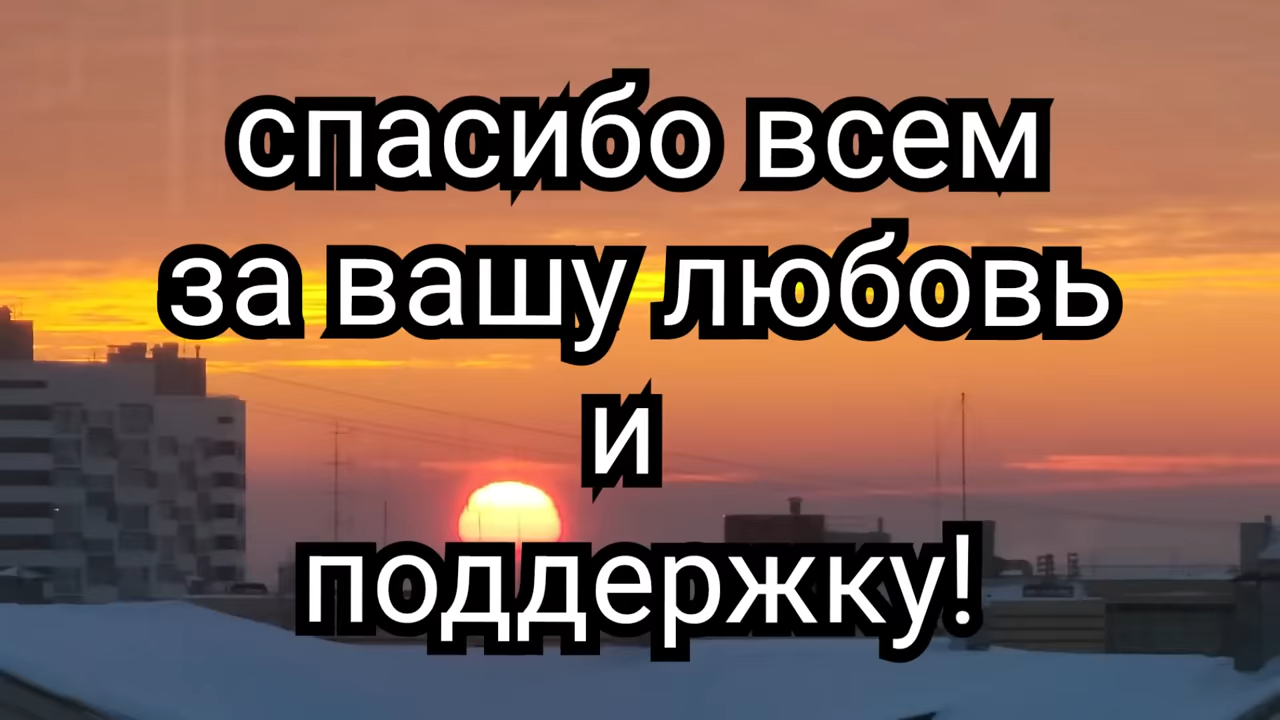 спасибо всем
за вашу любовь
и
поддержку!